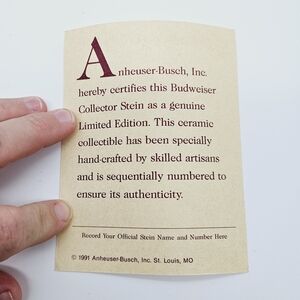 Anheuser-Busch, Inc.
hereby certifies this Budweiser
Collector Stein as a genuine
Limited Edition. This ceramic
collectible has been specially
hand-crafted by skilled artisans
and is sequentially numbered to
ensure its authenticity.
Record Your Official Stein Name and Number Here
© 1991 Anheuser-Busch, Inc. St. Louis, MO